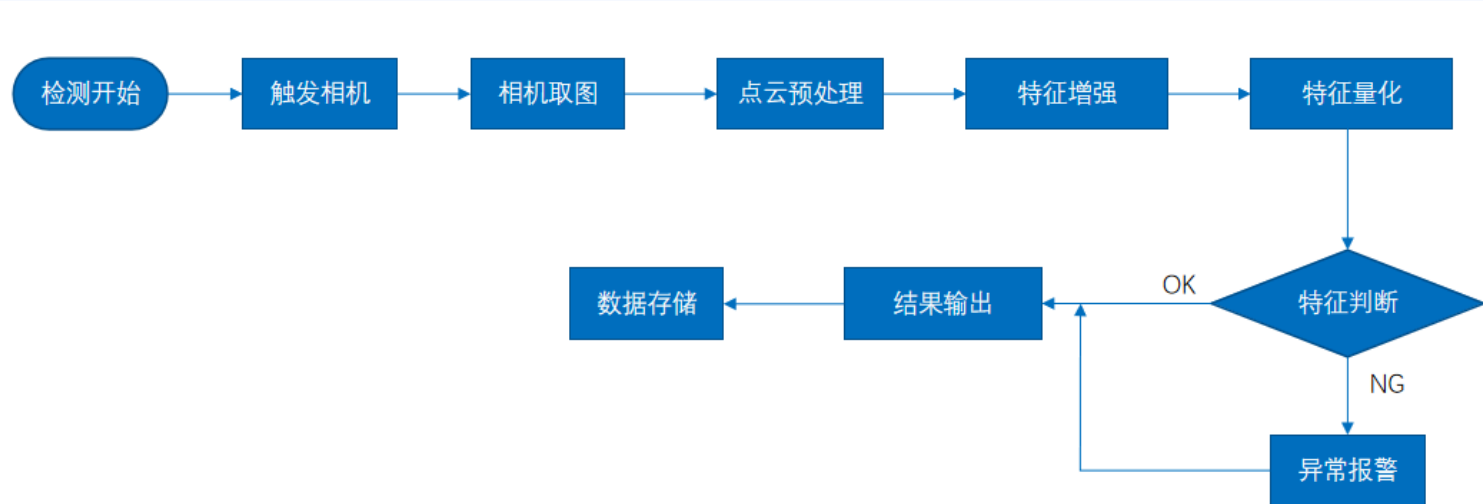 检测开始
触发相机
相机取图
点云预处理
特征增强
特征量化
特征判断
OK
NG
异常报警
结果输出
数据存储